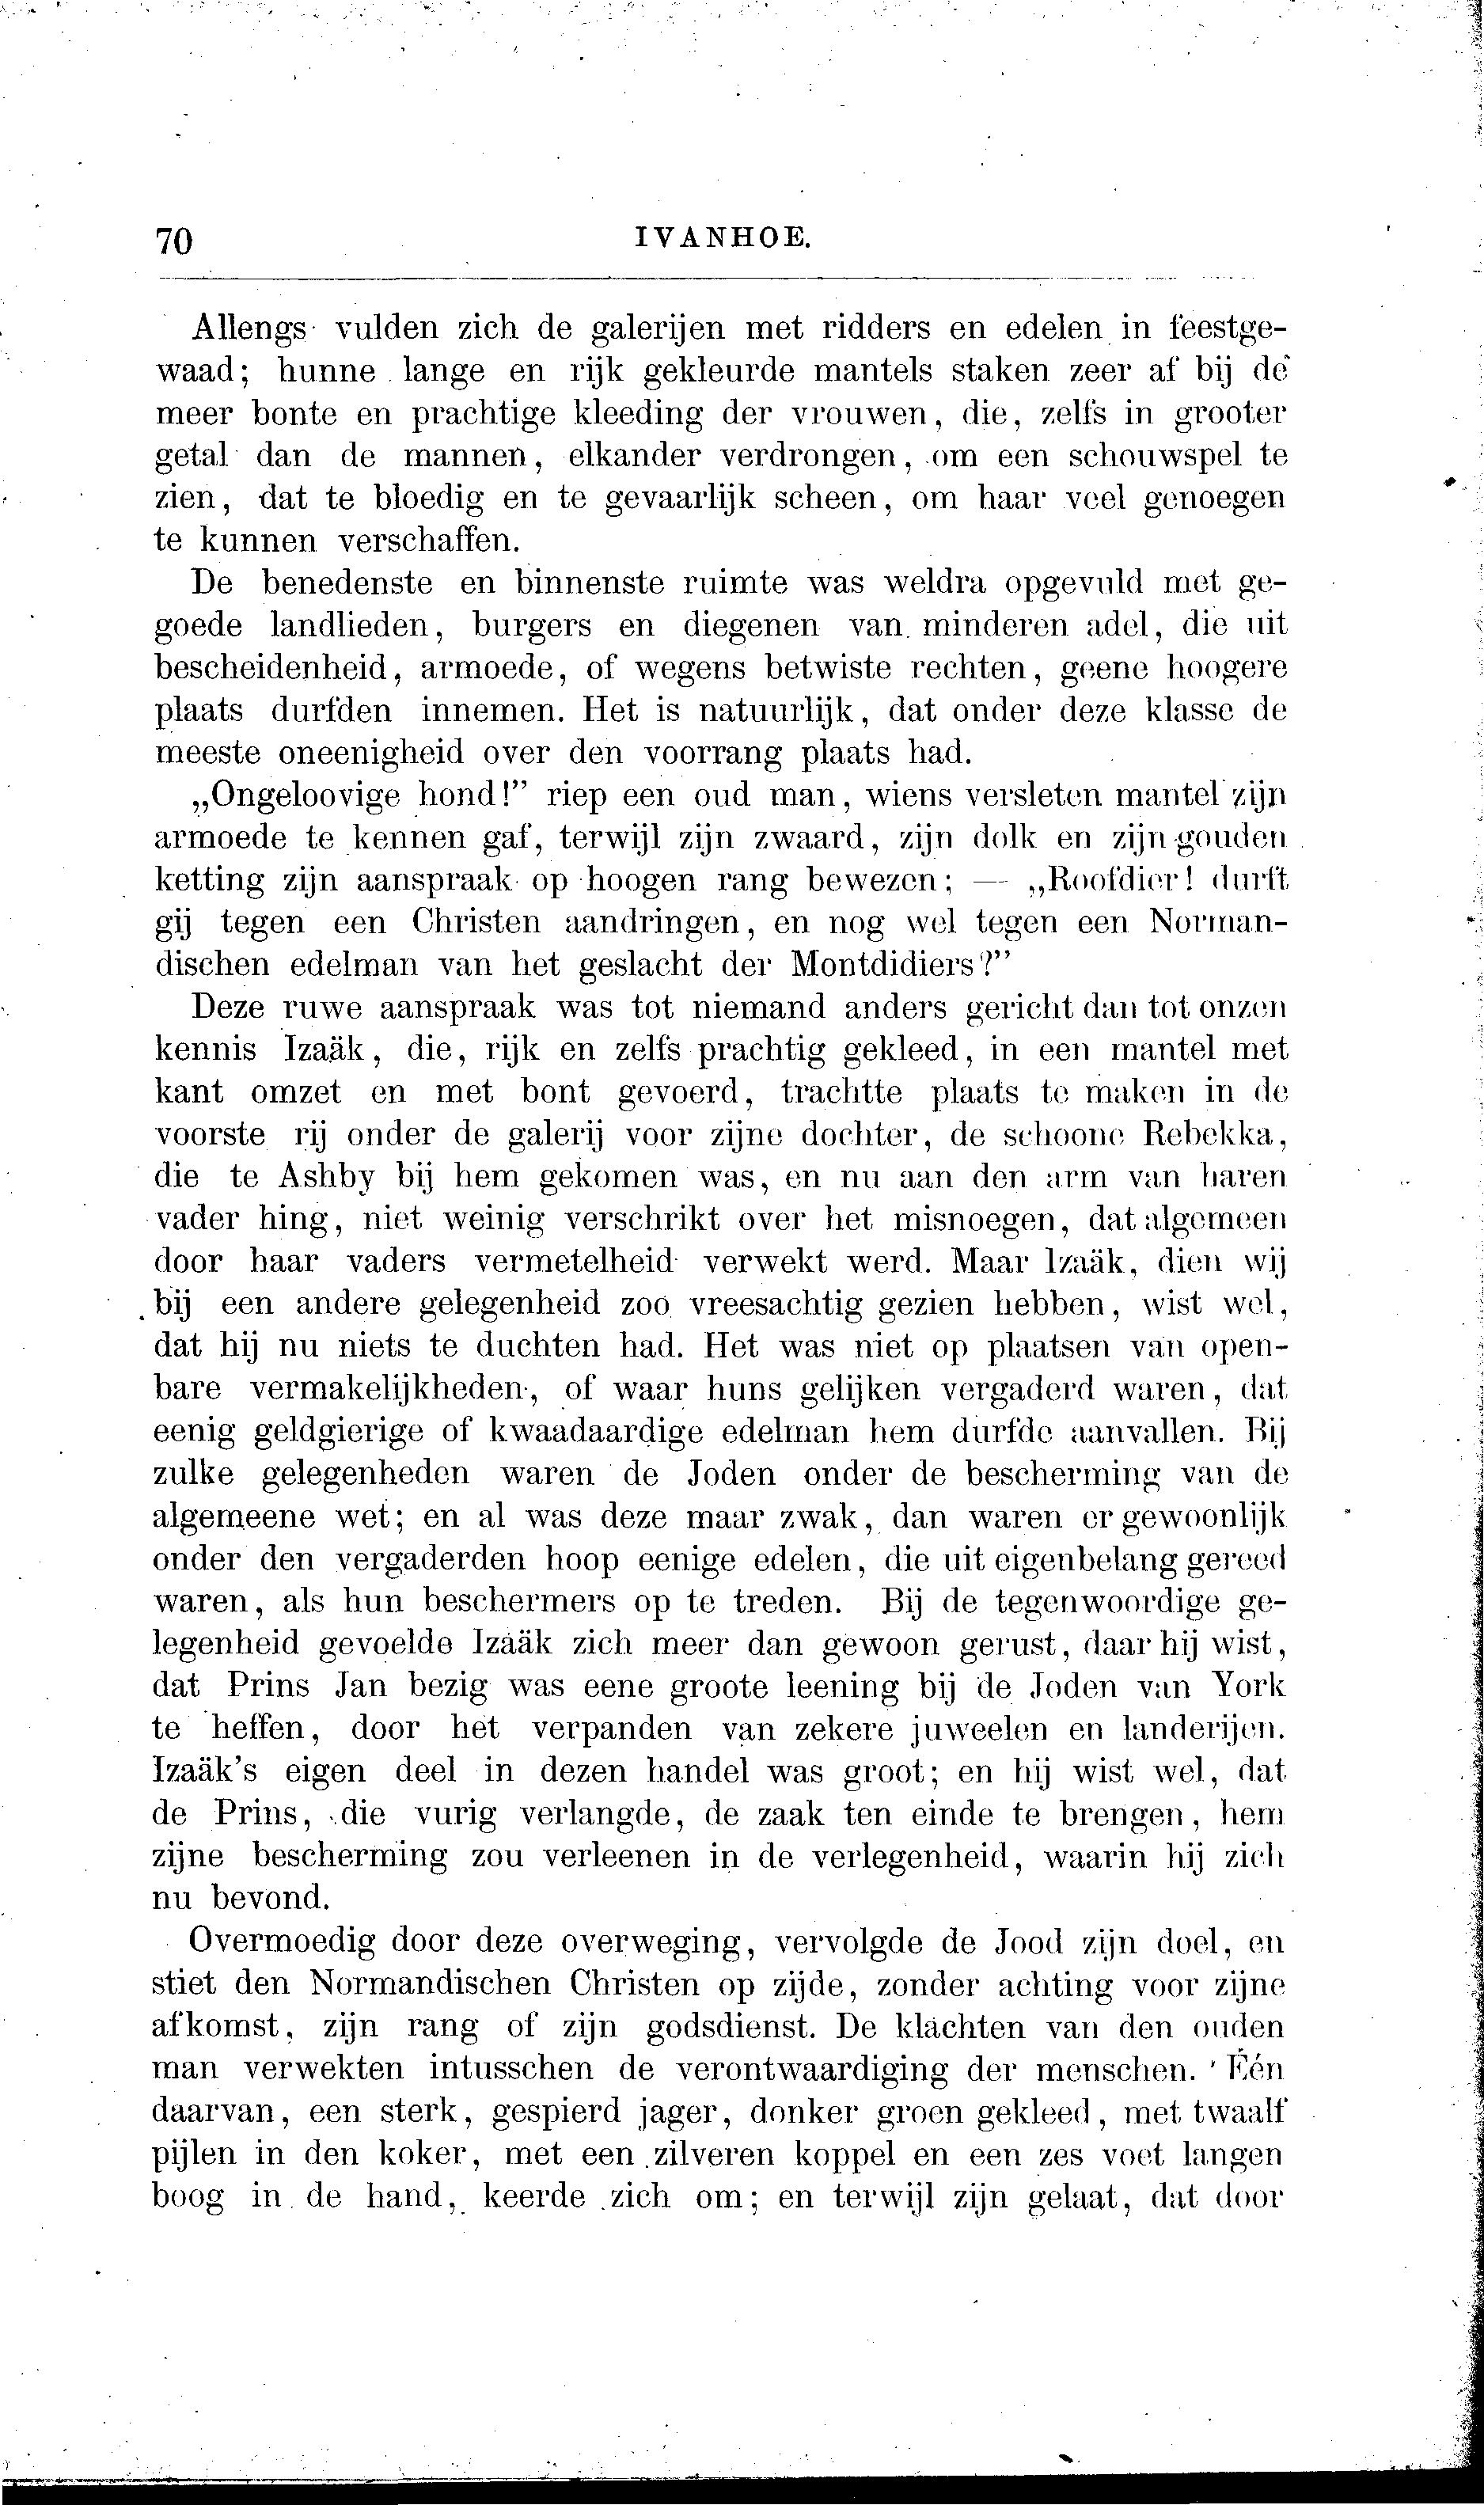 70
IVANHOE.
Allengs vulden zich de galerijen met ridders en edelen in feestge-
waad; hunne lange en rijk gekleurde mantels staken zeer af bij de
meer bonte en prachtige kleeding der vrouwen, die, zelfs in grooter
getal dan de mannen, elkander verdrongen, om een schouwspel te
zien, dat te bloedig en te gevaarlijk scheen, om haar veel genoegen
te kunnen verschaffen.
De benedenste en binnenste ruimte was weldra opgevuld met ge-
goede landlieden, burgers en diegenen van minderen adel, die uit
bescheidenheid, armoede, of wegens betwiste rechten, geene hoogere
plaats durfden innemen. Het is natuurlijk, dat onder deze klasse de
meeste oneenigheid over den voorrang plaats had.
„Ongeloovige hond!” riep een oud man, wiens versleten mantel zijn
armoede te kennen gaf, terwijl zijn zwaard, zijn dolk en zijn gouden
ketting zijn aanspraak op hoogen rang bewezen; — „Roofdier! durft
gij tegen een Christen aandringen, en nog wel tegen een Norman-
dischen edelman van het geslacht der Montdidiers?”
Deze ruwe aanspraak was tot niemand anders gericht dan tot onzen
kennis Izaäk, die, rijk en zelfs prachtig gekleed, in een mantel met
kant omzet en met bont gevoerd, trachtte plaats te maken in de
voorste rij onder de galerij voor zijne dochter, de schoone Rebekka,
die te Ashby bij hem gekomen was, en nu aan den arm van haren
vader hing, niet weinig verschrikt over het misnoegen, dat algemeen
door haar vaders vermetelheid verwekt werd. Maar Izaäk, dien wij
bij een andere gelegenheid zoo vreesachtig gezien hebben, wist wel,
dat hij nu niets te duchten had. Het was niet op plaatsen van open-
bare vermakelijkheden, of waar huns gelijken vergaderd waren, dat
eenig geldgierige of kwaadaardige edelman hem durfde aanvallen. Bij
zulke gelegenheden waren de Joden onder de bescherming van de
algemeene wet; en al was deze maar zwak, dan waren er gewoonlijk
onder den vergaderden hoop eenige edelen, die uit eigenbelang gereed
waren, als hun beschermers op te treden. Bij de tegenwoordige ge-
legenheid gevoelde Izaäk zich meer dan gewoon gerust, daar hij wist,
dat Prins Jan bezig was eene groote leening bij de Joden van York
te heffen, door het verpanden van zekere juweelen en landerijen.
Izaäk's eigen deel in dezen handel was groot; en hij wist wel, dat
de Prins, die vurig verlangde, de zaak ten einde te brengen, hem
zijne bescherming zou verleenen in de verlegenheid, waarin hij zich
nu bevond.
Overmoedig door deze overweging, vervolgde de Jood zijn doel, en
stiet den Normandischen Christen op zijde, zonder achting voor zijne
afkomst, zijn rang of zijn godsdienst. De klachten van den ouden
man verwekten intusschen de verontwaardiging der menschen. Eén
daarvan, een sterk, gespierd jager, donker groen gekleed, met twaalf
pijlen in den koker, met een zilveren koppel en een zes voet langen
boog in de hand, keerde zich om; en terwijl zijn gelaat, dat door